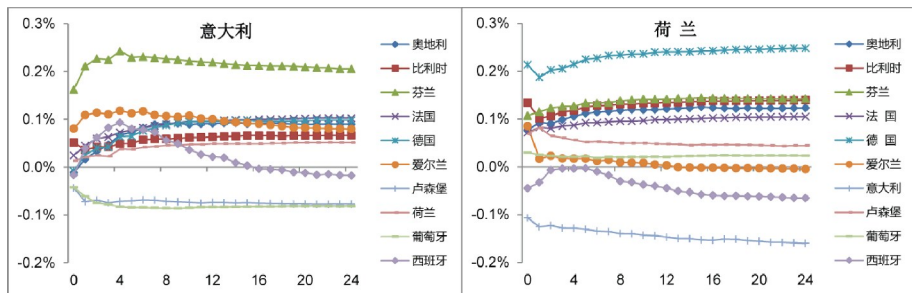 意大利
0.3%
0.2%
0.1%
0.0%
-0.1%
-0.2%
0 4 8 12 16 20 24
奥地利
比利时
芬兰
法国
德国
爱尔兰
卢森堡
荷兰
葡萄牙
西班牙
荷 兰
0.3%
0.2%
0.1%
0.0%
-0.1%
-0.2%
0 4 8 12 16 20 24
奥地利
比利时
芬兰
法 国
德 国
爱尔兰
意大利
卢森堡
葡萄牙
西班牙